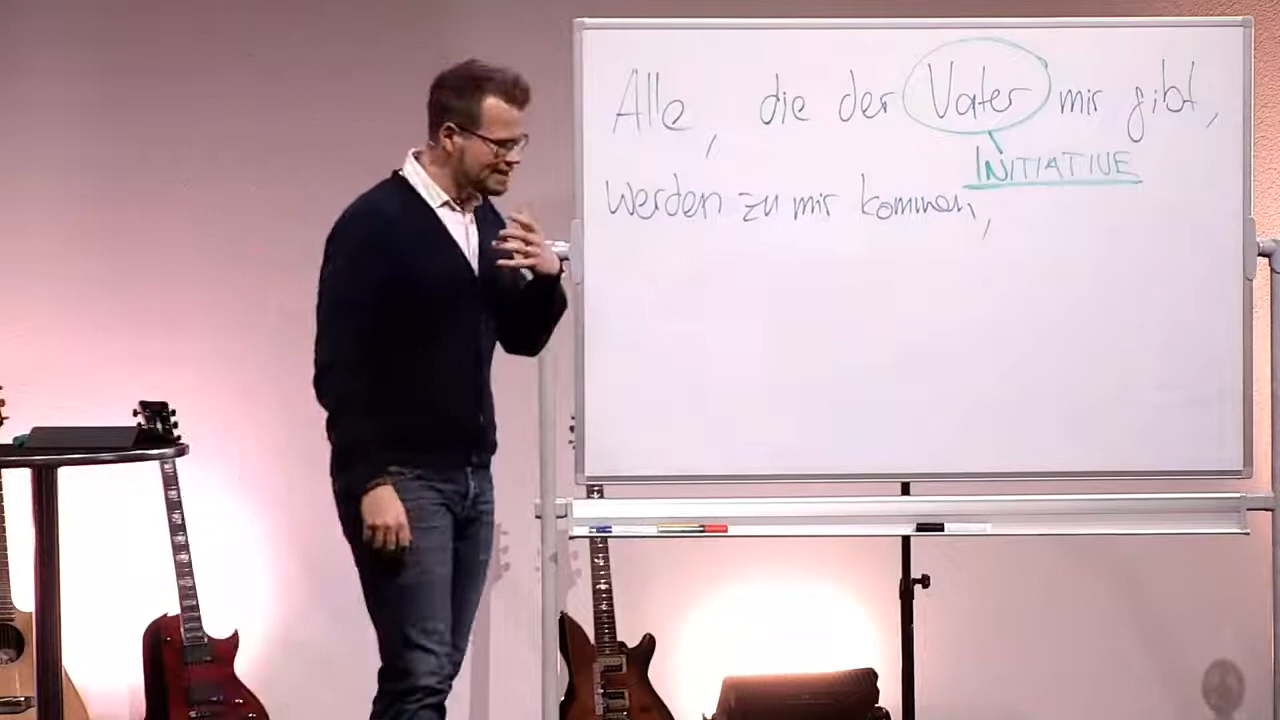 Alle, die der Vater mir gibt,
INITIATIVE
werden zu mir kommen,